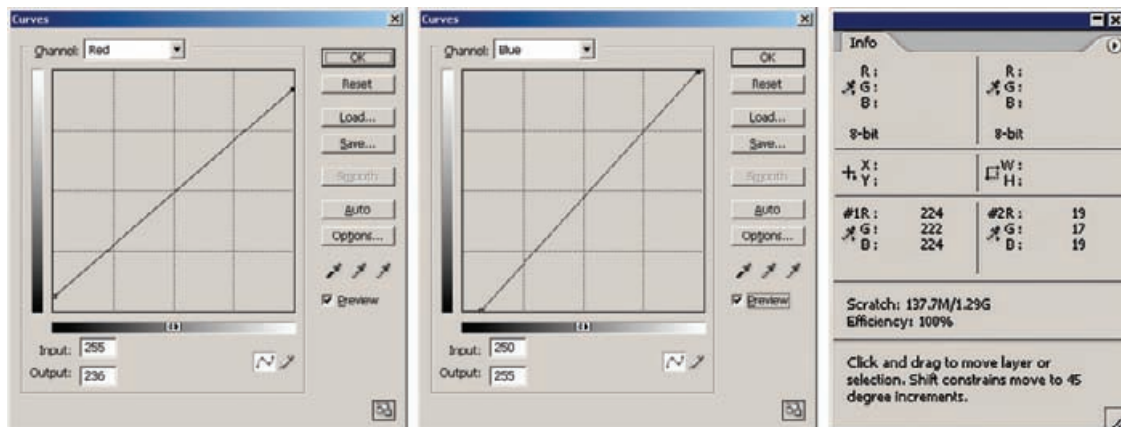 Curves
Channel: Red
OK
Reset
Load...
Save...
Smooth
Auto
Options...
Preview
Input: 255
Output: 236
Curves
Channel: Blue
OK
Reset
Load...
Save...
Smooth
Auto
Options...
Preview
Input: 250
Output: 255
Info
R: R:
G: G:
B: B:
8-bit 8-bit
X: W:
Y: H:
#1R: 224 #2R: 19
G: 222 G: 17
B: 224 B: 19
Scratch: 137.7M/1.29G
Efficiency: 100%
Click and drag to move layer or
selection. Shift constrains move to 45
degree increments.